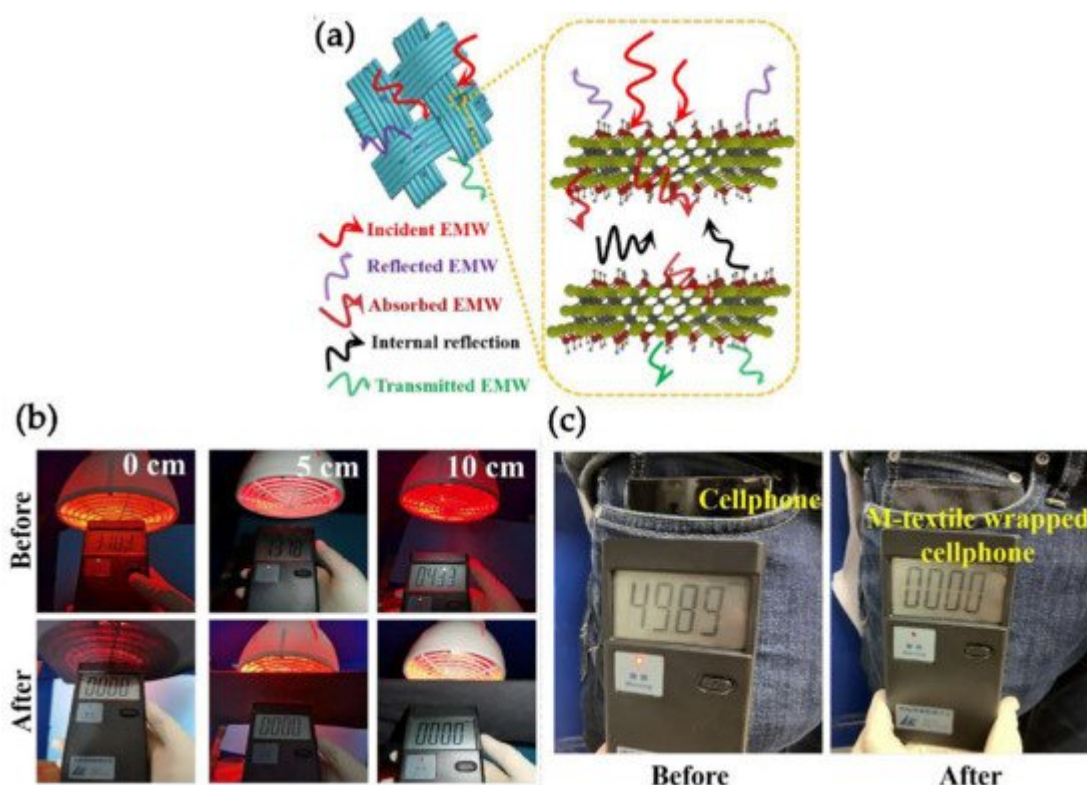 (a)
Incident EMW
Reflected EMW
Absorbed EMW
Internal reflection
Transmitted EMW
(b)
0 cm
5 cm
10 cm
Before
0433
After
0000
0000
0000
(c)
Cellphone
4989
Before
M-textile wrapped
cellphone
0000
After